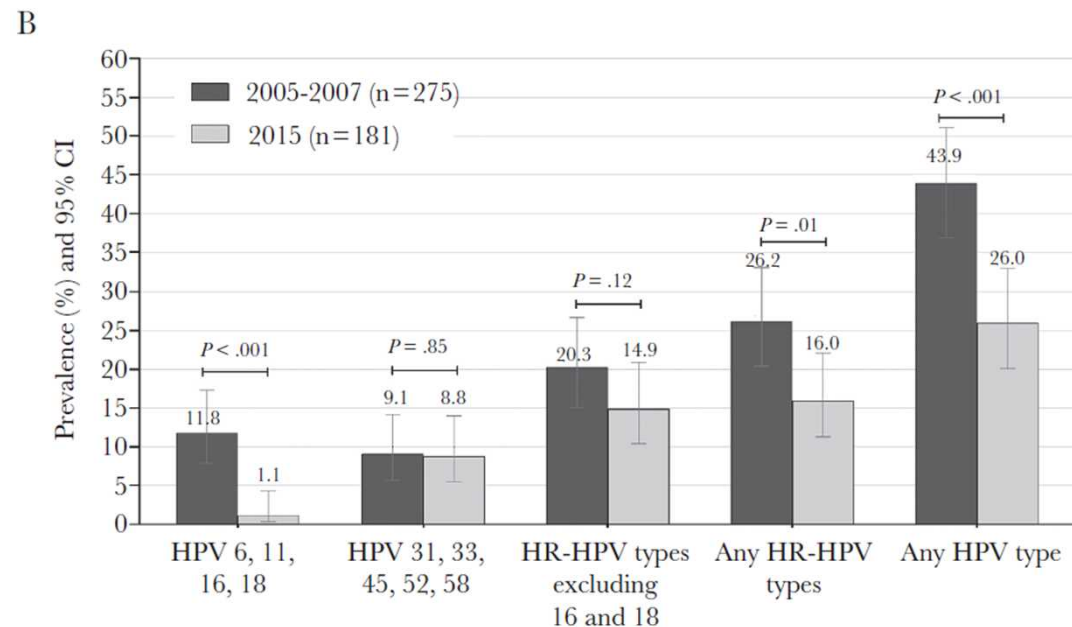 B
Prevalence (%) and 95% CI
60
55
50
45
40
35
30
25
20
15
10
5
0
2005-2007 (n=275)
2015 (n=181)
P< .001
11.8
1.1
P= .85
9.1
8.8
P= .12
20.3
14.9
P= .01
26.2
16.0
P< .001
43.9
26.0
HPV 6, 11,
16, 18
HPV 31, 33,
45, 52, 58
HR-HPV types
excluding
16 and 18
Any HR-HPV
types
Any HPV type